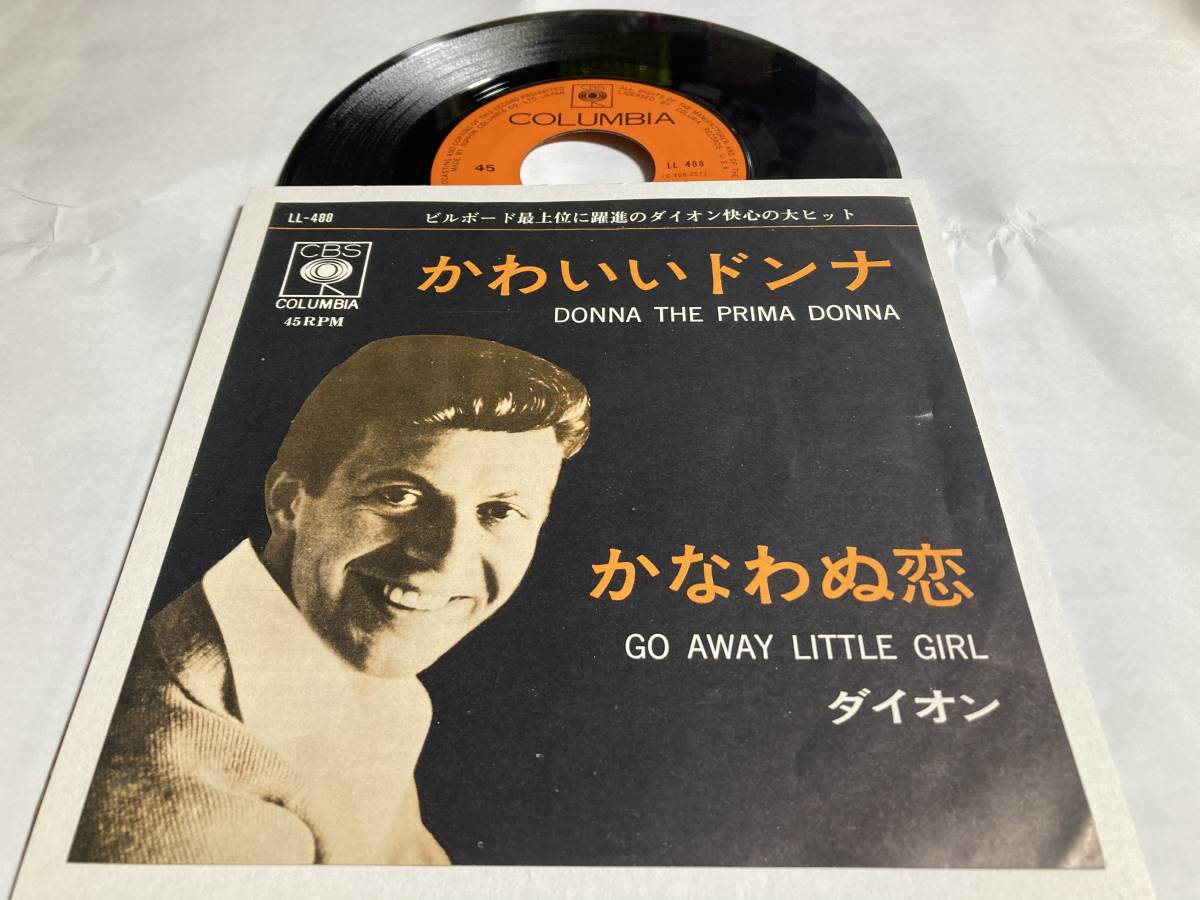 CBS
COLUMBIA
45
LL 488
LL-488
ビルボード最上位に躍進のダイオン快心の大ヒット
CBS
COLUMBIA
45RPM
かわいいドンナ
DONNA THE PRIMA DONNA
かなわぬ恋
GO AWAY LITTLE GIRL
ダイオン